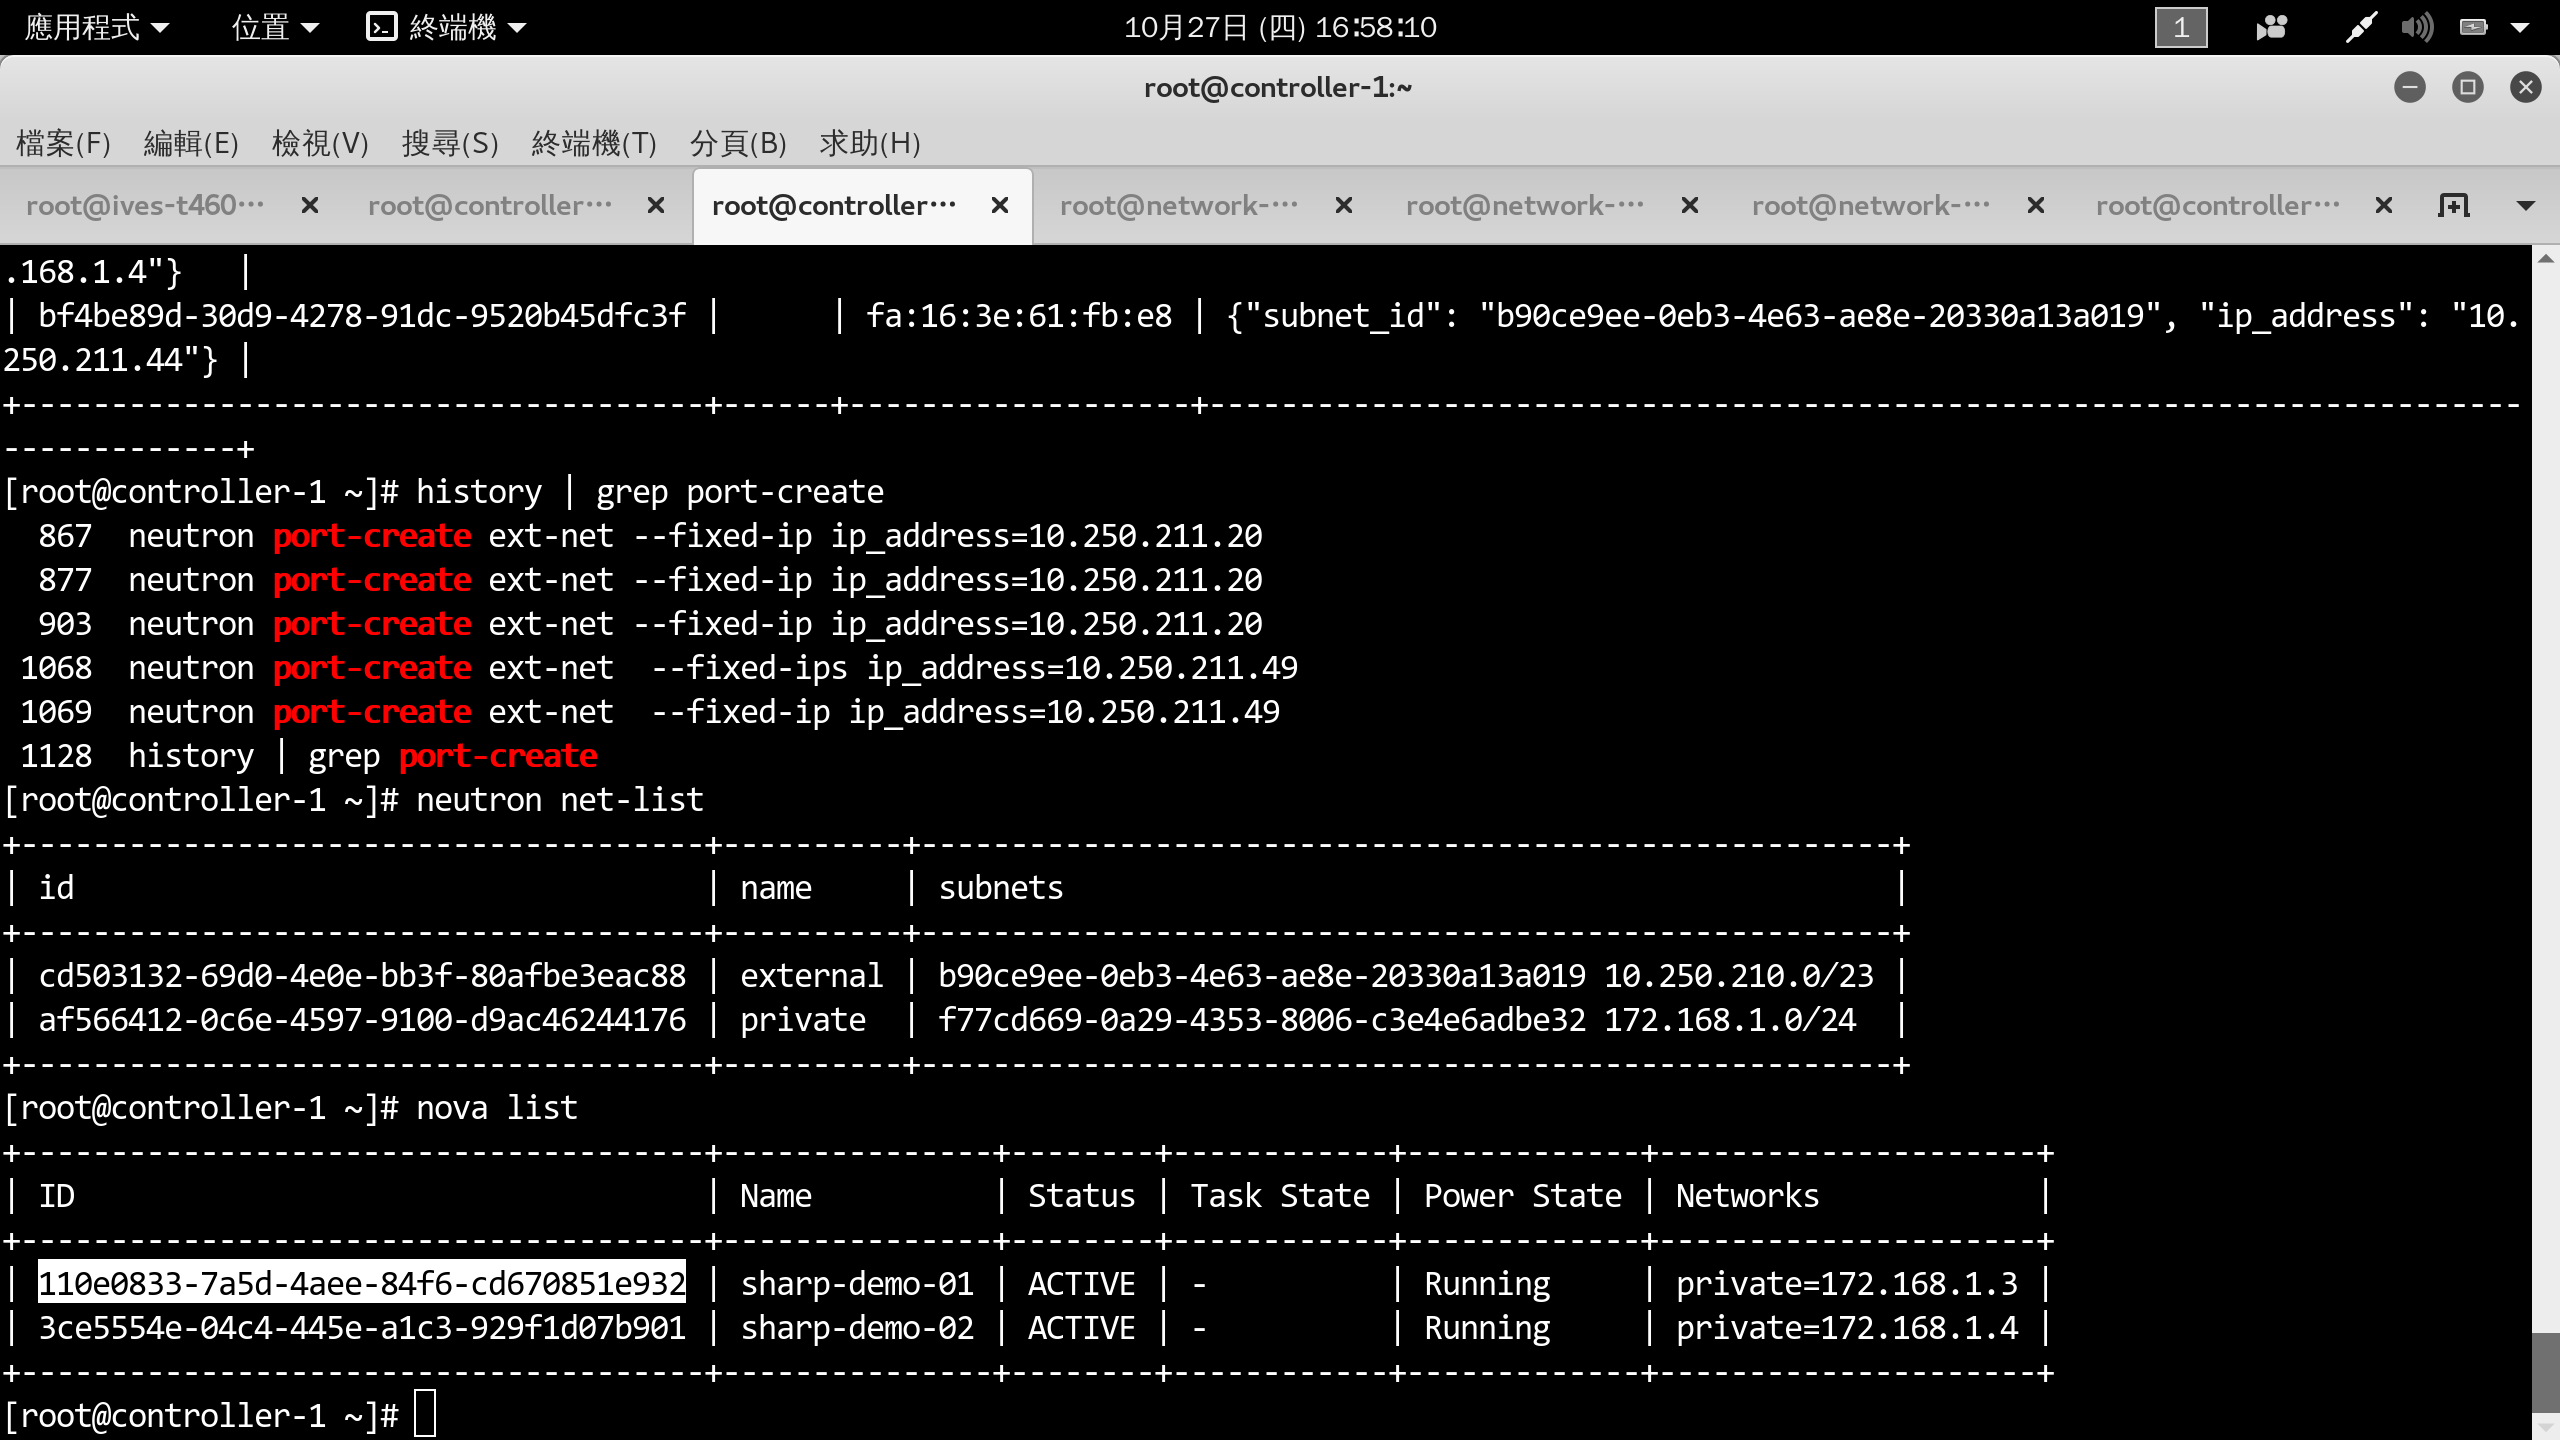 應用程式 位置 終端機 10月27日 (四) 16:58:10 1
root@controller-1:~
檔案(F) 編輯(E) 檢視(V) 搜尋(S) 終端機(T) 分頁(B) 求助(H)
root@ives-t460··· root@controller··· root@controller··· root@network-··· root@network-··· root@network-··· root@controller···
.168.1.4"}   |
| bf4be89d-30d9-4278-91dc-9520b45dfc3f |      | fa:16:3e:61:fb:e8 | {"subnet_id": "b90ce9ee-0eb3-4e63-ae8e-20330a13a019", "ip_address": "10.
250.211.44"} |
+--------------------------------------+------+-------------------+-------------------------------------------------------------------------
-------------+
[root@controller-1 ~]# history | grep port-create
  867  neutron port-create ext-net --fixed-ip ip_address=10.250.211.20
  877  neutron port-create ext-net --fixed-ip ip_address=10.250.211.20
  903  neutron port-create ext-net --fixed-ip ip_address=10.250.211.20
 1068  neutron port-create ext-net  --fixed-ips ip_address=10.250.211.49
 1069  neutron port-create ext-net  --fixed-ip ip_address=10.250.211.49
 1128  history | grep port-create
[root@controller-1 ~]# neutron net-list
+--------------------------------------+----------+------------------------------------------------------+
| id                                   | name     | subnets                                              |
+--------------------------------------+----------+------------------------------------------------------+
| cd503132-69d0-4e0e-bb3f-80afbe3eac88 | external | b90ce9ee-0eb3-4e63-ae8e-20330a13a019 10.250.210.0/23 |
| af566412-0c6e-4597-9100-d9ac46244176 | private  | f77cd669-0a29-4353-8006-c3e4e6adbe32 172.168.1.0/24  |
+--------------------------------------+----------+------------------------------------------------------+
[root@controller-1 ~]# nova list
+--------------------------------------+---------------+--------+------------+-------------+---------------------+
| ID                                   | Name          | Status | Task State | Power State | Networks            |
+--------------------------------------+---------------+--------+------------+-------------+---------------------+
| 110e0833-7a5d-4aee-84f6-cd670851e932 | sharp-demo-01 | ACTIVE | -          | Running     | private=172.168.1.3 |
| 3ce5554e-04c4-445e-a1c3-929f1d07b901 | sharp-demo-02 | ACTIVE | -          | Running     | private=172.168.1.4 |
+--------------------------------------+---------------+--------+------------+-------------+---------------------+
[root@controller-1 ~]#